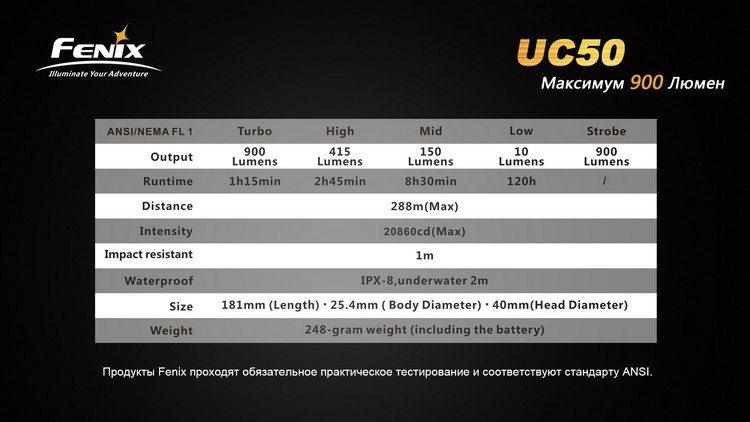 FENIX
Illuminate Your Adventure
UC50
Максимум 900 Люмен
ANSI/NEMA FL 1 Turbo High Mid Low Strobe
Output 900 Lumens 415 Lumens 150 Lumens 10 Lumens 900 Lumens
Runtime 1h15min 2h45min 8h30min 120h /
Distance 288m(Max)
Intensity 20860cd(Max)
Impact resistant 1m
Waterproof IPX-8,underwater 2m
Size 181mm (Length) · 25.4mm ( Body Diameter) · 40mm(Head Diameter)
Weight 248-gram weight (including the battery)
Продукты Fenix проходят обязательное практическое тестирование и соответствуют стандарту ANSI.